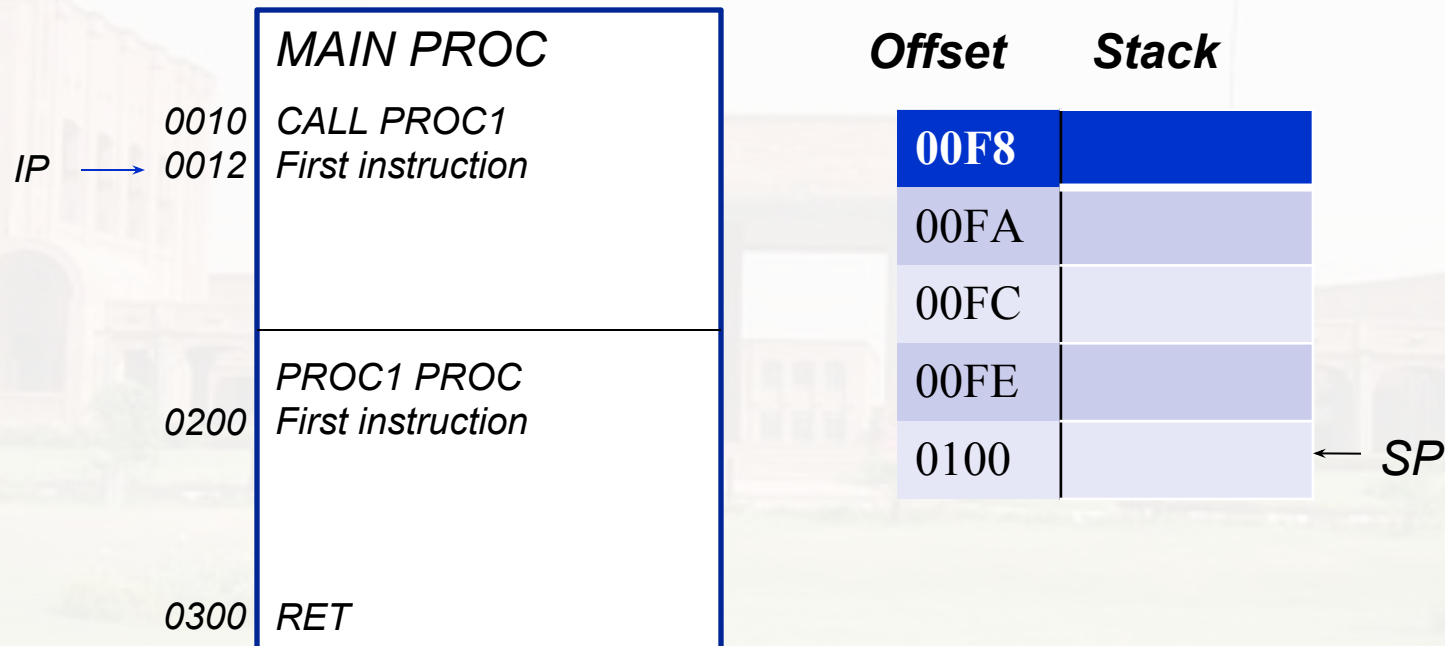 MAIN PROC
0010 CALL PROC1
IP 0012 First instruction
PROC1 PROC
0200 First instruction
0300 RET
Offset Stack
00F8
00FA
00FC
00FE
0100 SP